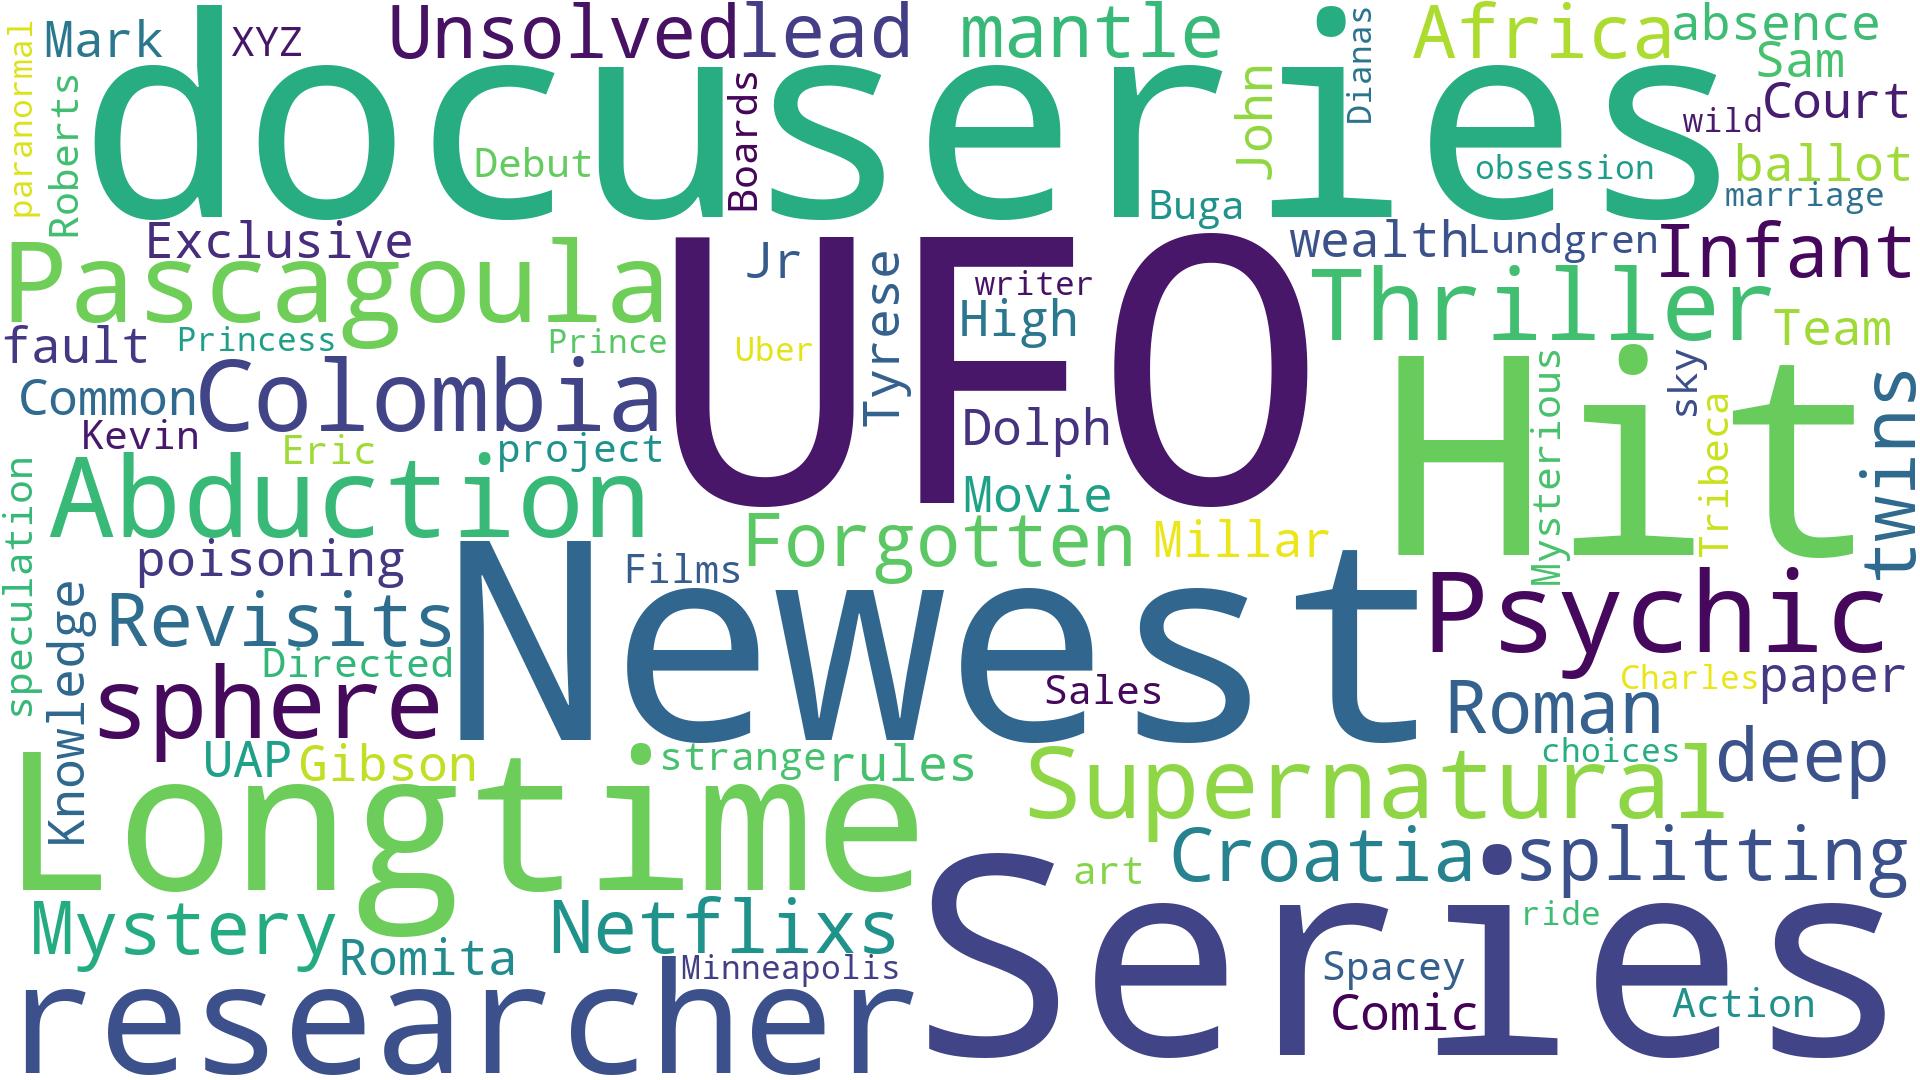 paranormal
Mark
XYZ
Unsolved
lead
mantle
Dianas
Africa
absence
Sam
Roberts
docuseries
Boards
John
Court
wild
Debut
obsession
ballot
Buga
marriage
Exclusive
Pascagoula
UFO
Jr
Tyrese
writer
High
wealth
Lundgren
Infant
Thriller
Team
fault
Princess
Prince
Uber
Common
Colombia
Dolph
Hit
Mysterious
sky
Tribeca
twins
Kevin
Eric
project
speculation
Abduction
Movie
Forgotten
Millar
poisoning
Films
Newest
Psychic
Knowledge
Revisits
Directed
sphere
Sales
Roman
Charles
paper
UAP
Gibson
strange
rules
choices
deep
Longtime
Supernatural
Croatia
splitting
art
Mystery
Netflixs
Series
ride
Romita
Minneapolis
researcher
Spacey
Comic
Action